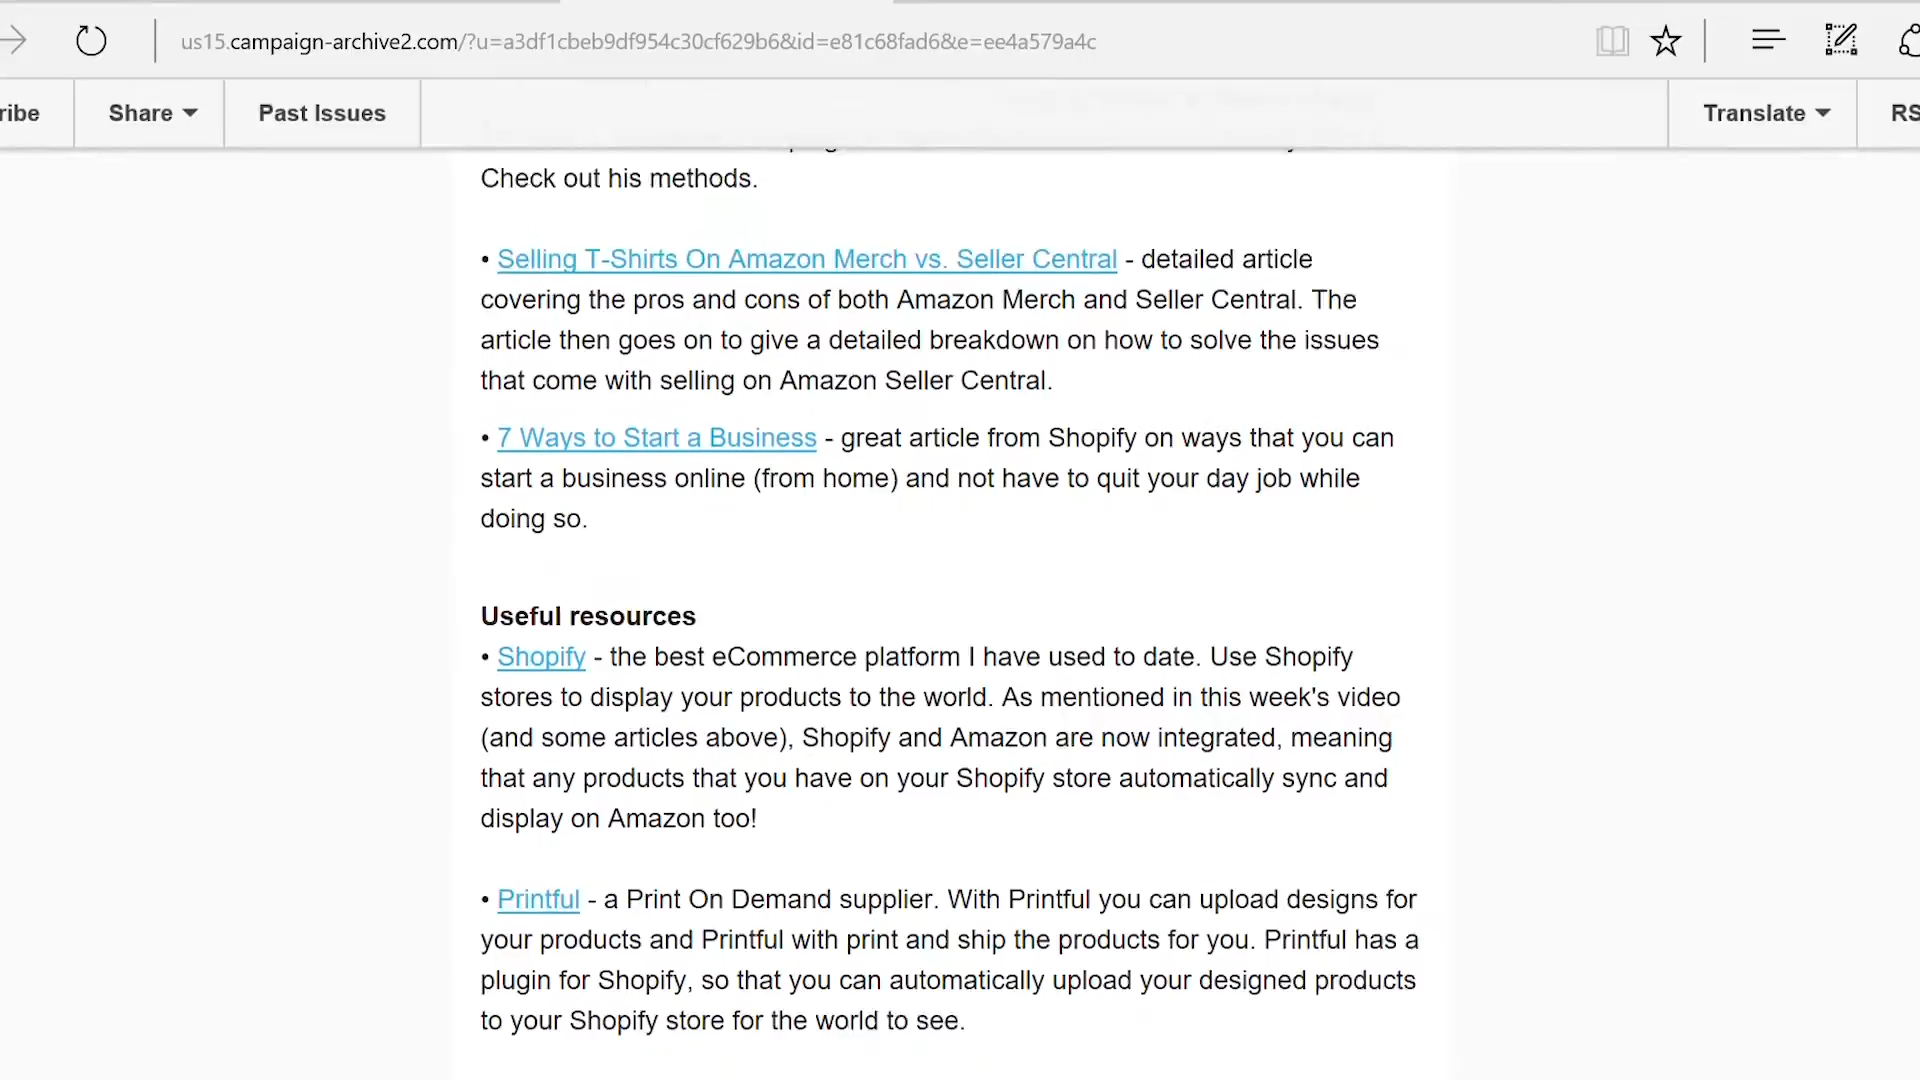 us15.campaign-archive2.com/?u=a3df1cbeb9df954c30cf629b6&id=e81c68fad6&e=ee4a579a4c
ribe Share Past Issues Translate RS
Check out his methods.
• Selling T-Shirts On Amazon Merch vs. Seller Central - detailed article
covering the pros and cons of both Amazon Merch and Seller Central. The
article then goes on to give a detailed breakdown on how to solve the issues
that come with selling on Amazon Seller Central.
• 7 Ways to Start a Business - great article from Shopify on ways that you can
start a business online (from home) and not have to quit your day job while
doing so.
Useful resources
• Shopify - the best eCommerce platform I have used to date. Use Shopify
stores to display your products to the world. As mentioned in this week's video
(and some articles above), Shopify and Amazon are now integrated, meaning
that any products that you have on your Shopify store automatically sync and
display on Amazon too!
• Printful - a Print On Demand supplier. With Printful you can upload designs for
your products and Printful with print and ship the products for you. Printful has a
plugin for Shopify, so that you can automatically upload your designed products
to your Shopify store for the world to see.